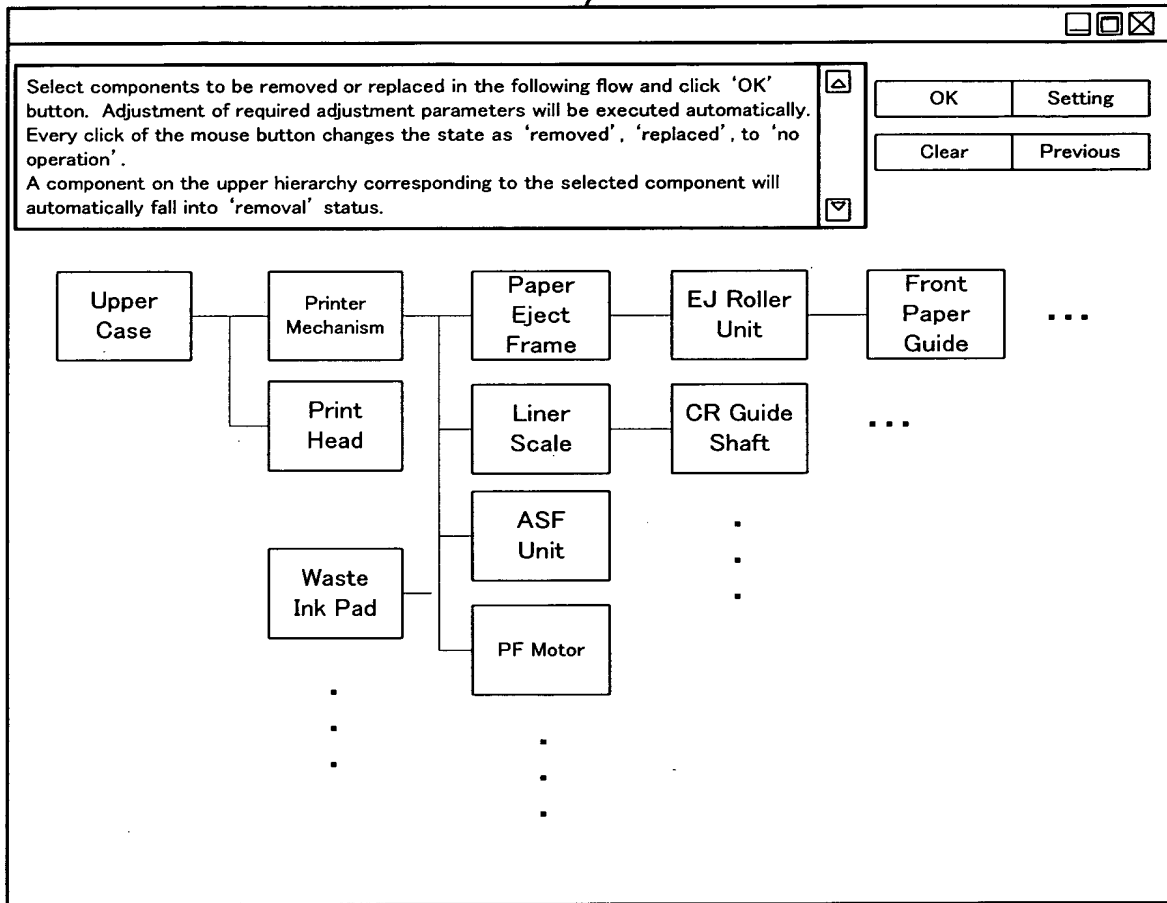 Select components to be removed or replaced in the following flow and click ‘OK’
button. Adjustment of required adjustment parameters will be executed automatically.
Every click of the mouse button changes the state as ‘removed’, ‘replaced’, to ‘no
operation’.
A component on the upper hierarchy corresponding to the selected component will
automatically fall into ‘removal’ status.
OK
Setting
Clear
Previous
Upper
Case
Printer
Mechanism
Paper
Eject
Frame
EJ Roller
Unit
Front
Paper
Guide
...
Print
Head
Liner
Scale
CR Guide
Shaft
...
ASF
Unit
Waste
Ink Pad
PF Motor